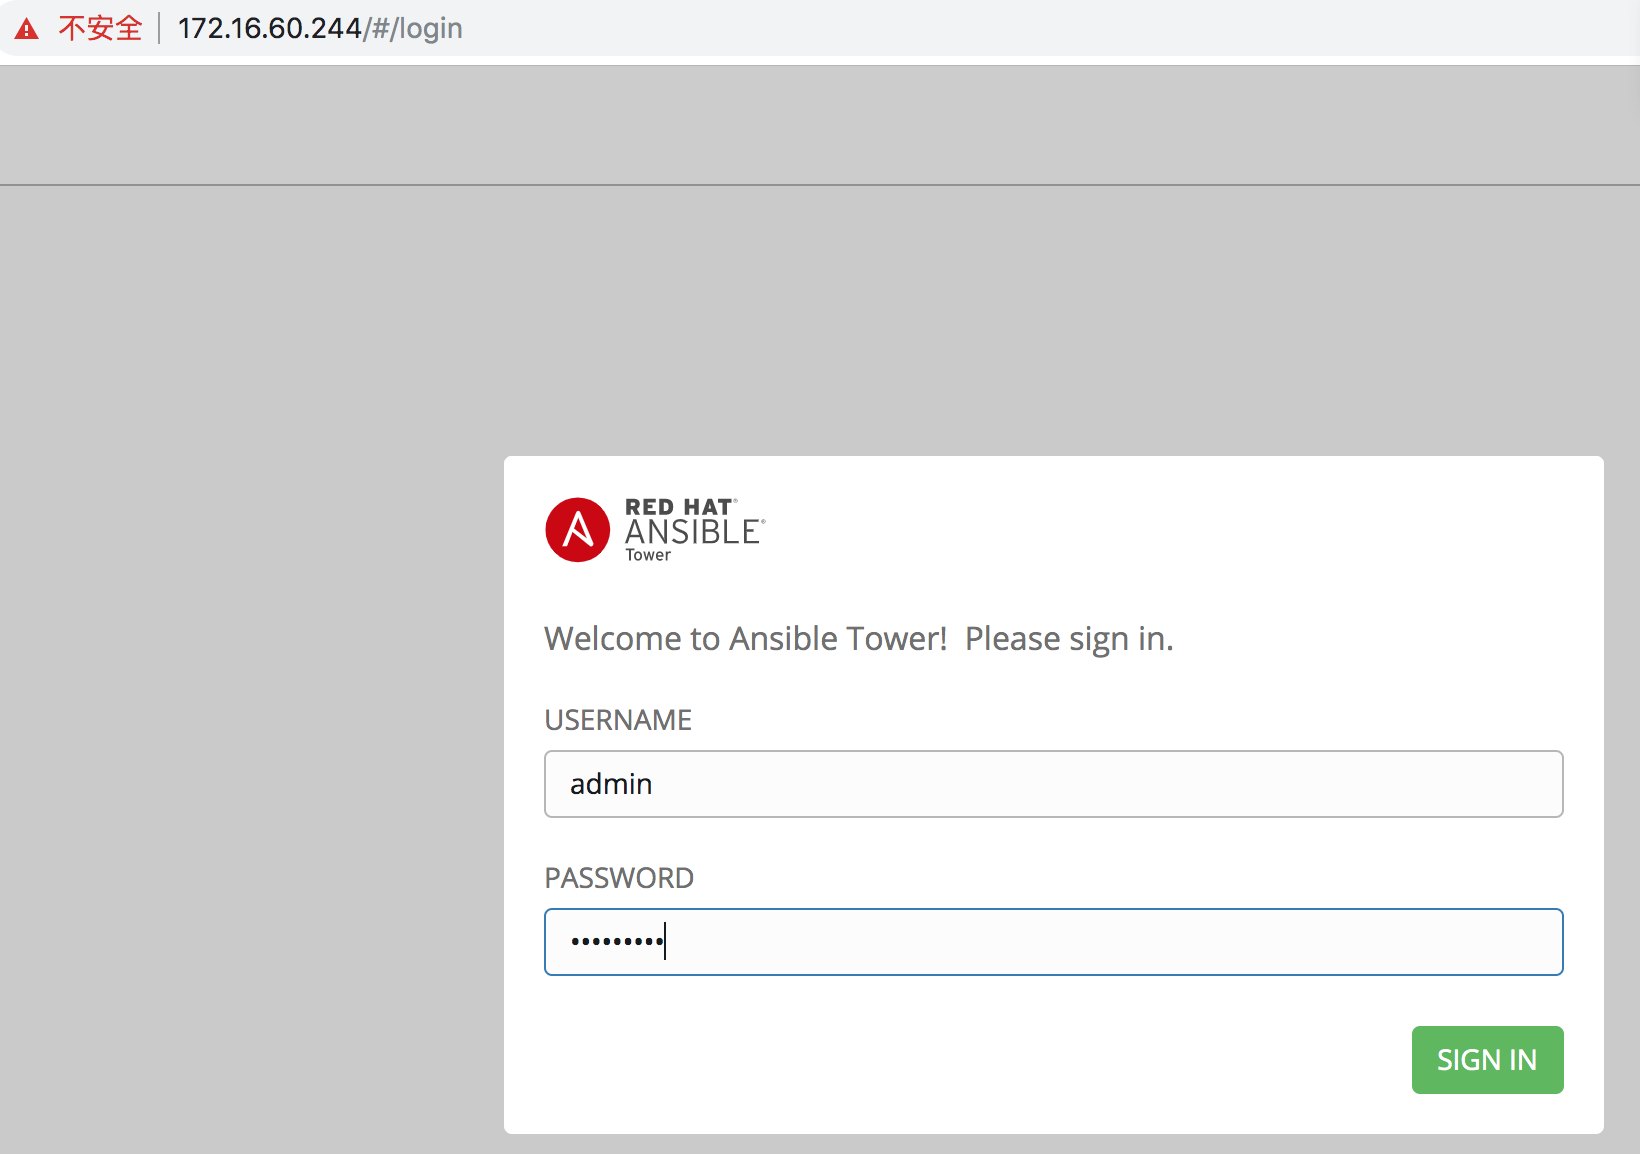 不安全 172.16.60.244/#/login
RED HAT®
ANSIBLE®
Tower
Welcome to Ansible Tower!  Please sign in.
USERNAME
admin
PASSWORD
•••••••••
SIGN IN